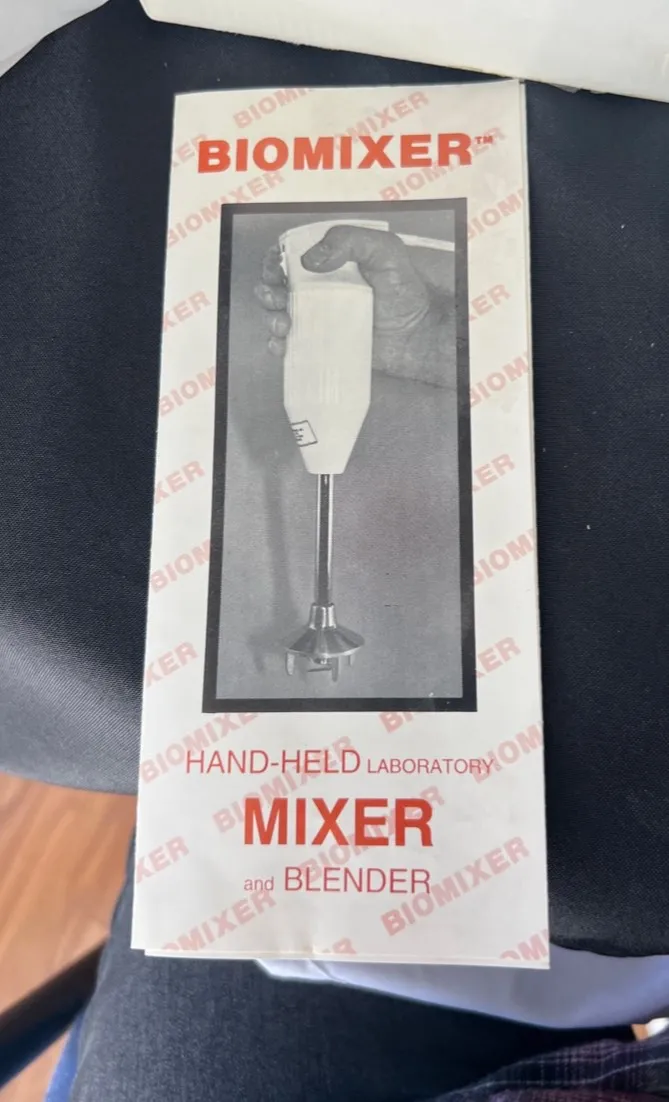 BIOMIXER™
HAND-HELD LABORATORY
MIXER
and BLENDER